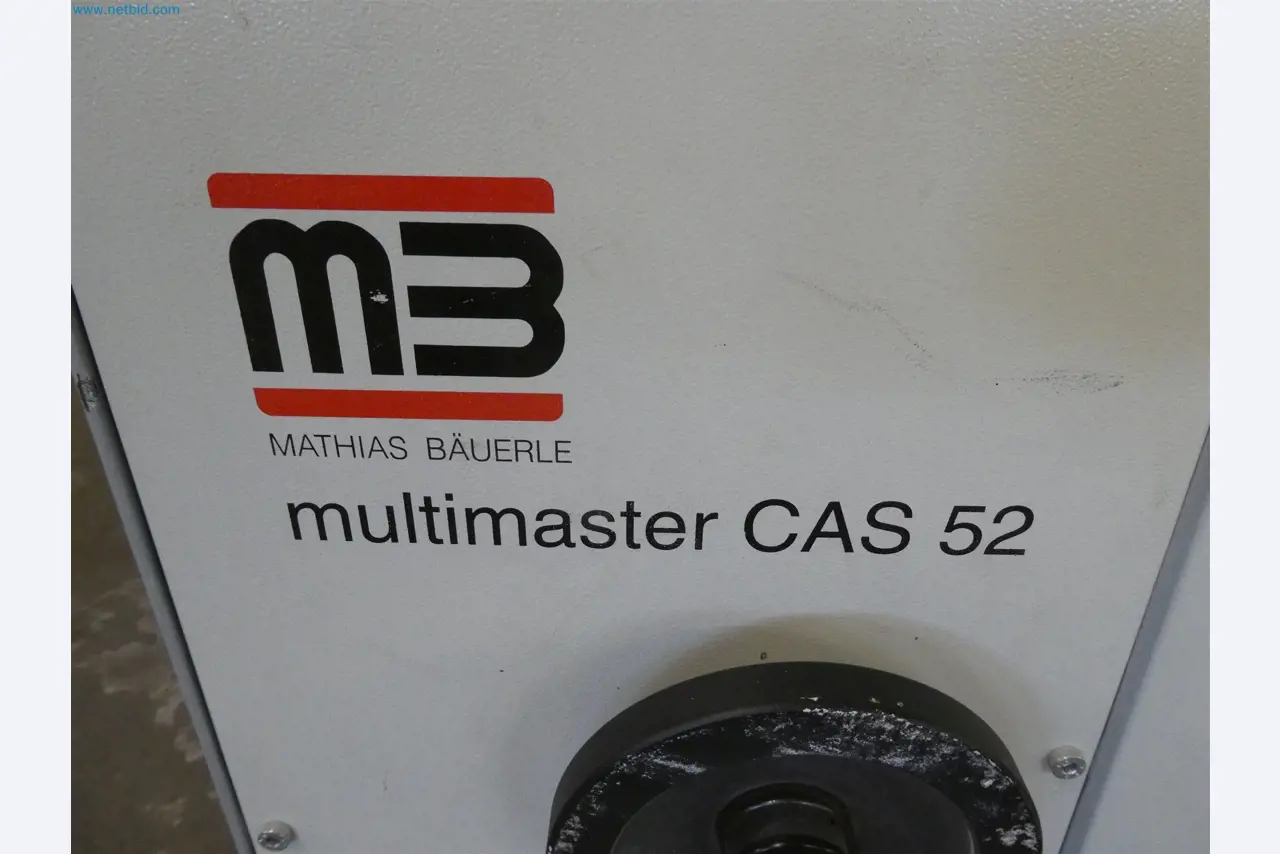 www.netbid.com
MB
MATHIAS BÄUERLE
multimaster CAS 52